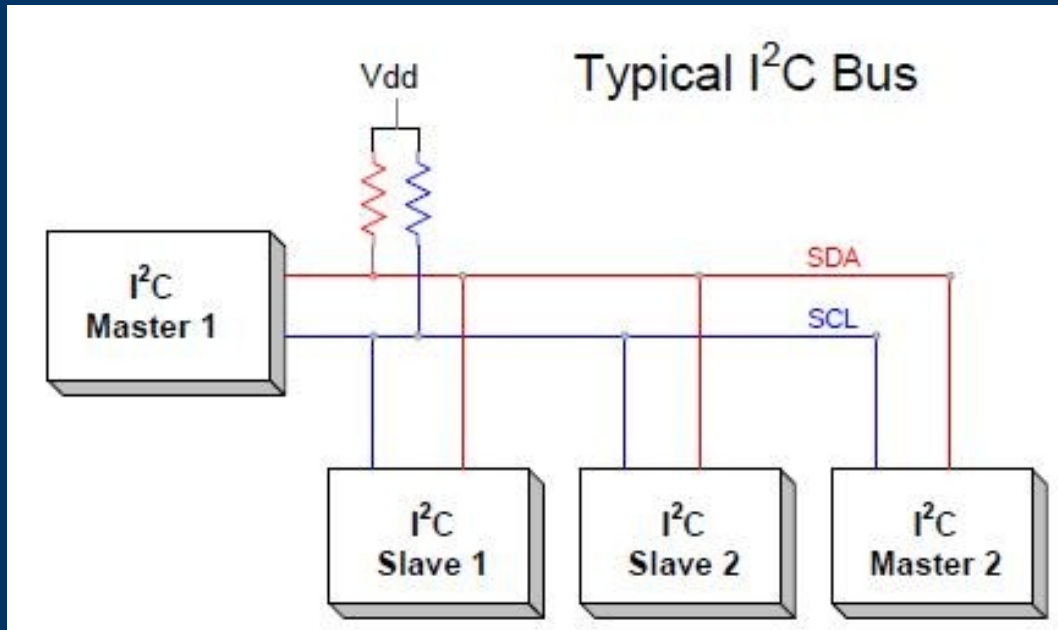 Typical I²C Bus
Vdd
SDA
SCL
I²C
Master 1
I²C
Slave 1
I²C
Slave 2
I²C
Master 2